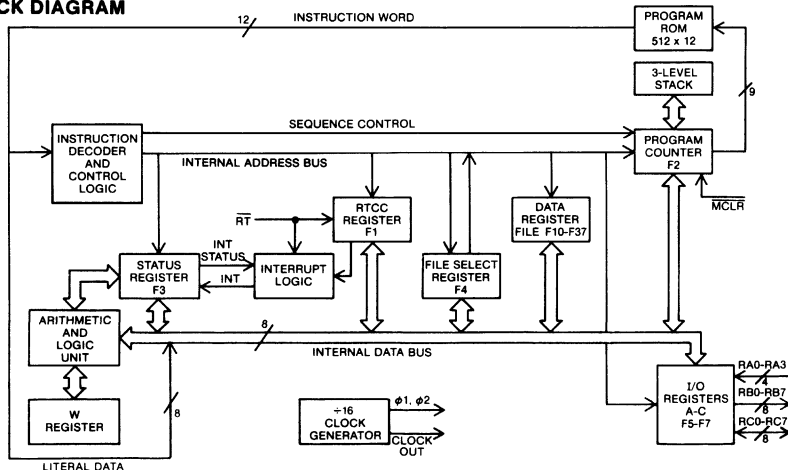 CK DIAGRAM
12
INSTRUCTION WORD
PROGRAM
ROM
512 x 12
3-LEVEL
STACK
9
SEQUENCE CONTROL
INSTRUCTION
DECODER
AND
CONTROL
LOGIC
INTERNAL ADDRESS BUS
PROGRAM
COUNTER
F2
MCLR
RT
RTCC
REGISTER
F1
DATA
REGISTER
FILE F10-F37
INT
STATUS
INT
STATUS
REGISTER
F3
INTERRUPT
LOGIC
FILE SELECT
REGISTER
F4
ARITHMETIC
AND
LOGIC
UNIT
8
INTERNAL DATA BUS
W
REGISTER
8
÷16
CLOCK
GENERATOR
ϕ1, ϕ2
CLOCK
OUT
I/O
REGISTERS
A-C
F5-F7
RA0-RA3
4
RB0-RB7
8
RC0-RC7
8
LITERAL DATA